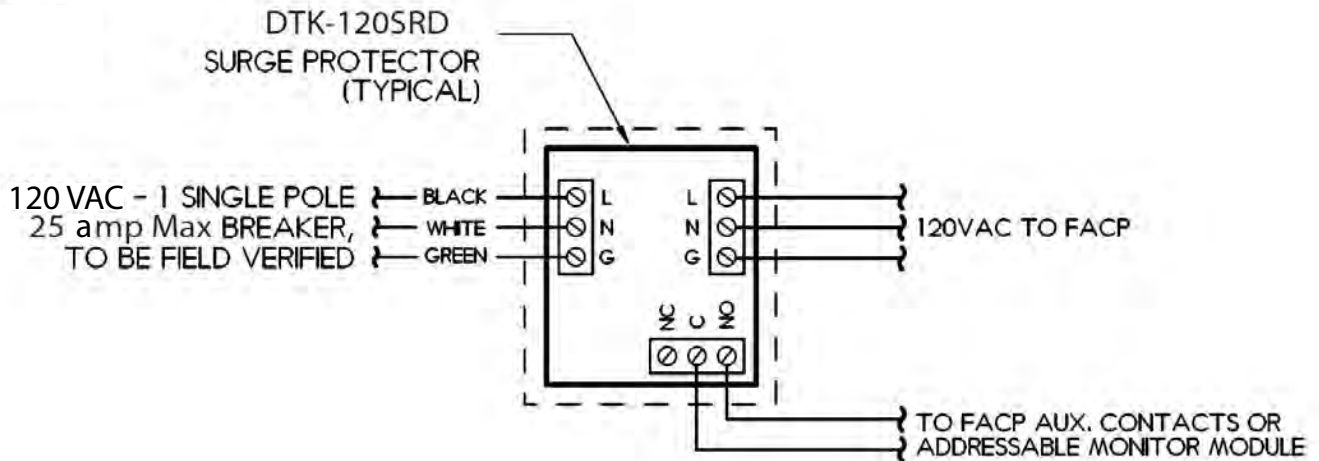 DTK-120SRD
SURGE PROTECTOR
(TYPICAL)
120 VAC - 1 SINGLE POLE
25 amp Max BREAKER,
TO BE FIELD VERIFIED
BLACK
WHITE
GREEN
L
N
G
L
N
G
120VAC TO FACP
NC
C
NO
TO FACP AUX. CONTACTS OR
ADDRESSABLE MONITOR MODULE